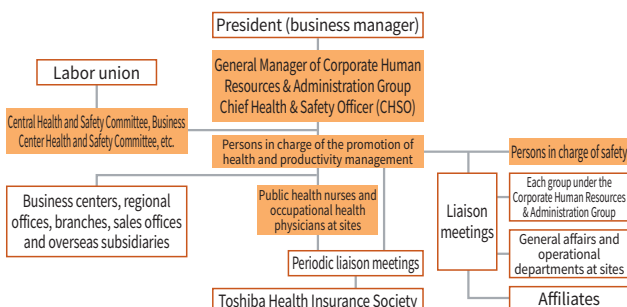 President (business manager)
General Manager of Corporate Human
Resources & Administration Group
Chief Health & Safety Officer (CHSO)
Labor union
Central Health and Safety Committee, Business
Center Health and Safety Committee, etc.
Persons in charge of the promotion of
health and productivity management
Persons in charge of safety
Business centers, regional
offices, branches, sales offices
and overseas subsidiaries
Public health nurses and
occupational health
physicians at sites
Liaison
meetings
Each group under the
Corporate Human Resources
& Administration Group
General affairs and
operational
departments at sites
Periodic liaison meetings
Toshiba Health Insurance Society
Affiliates